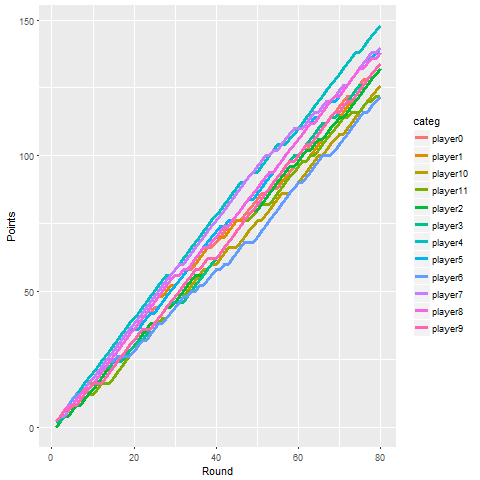 150
100
50
0
Points
0
20
40
60
80
Round
categ
player0
player1
player10
player11
player2
player3
player4
player5
player6
player7
player8
player9